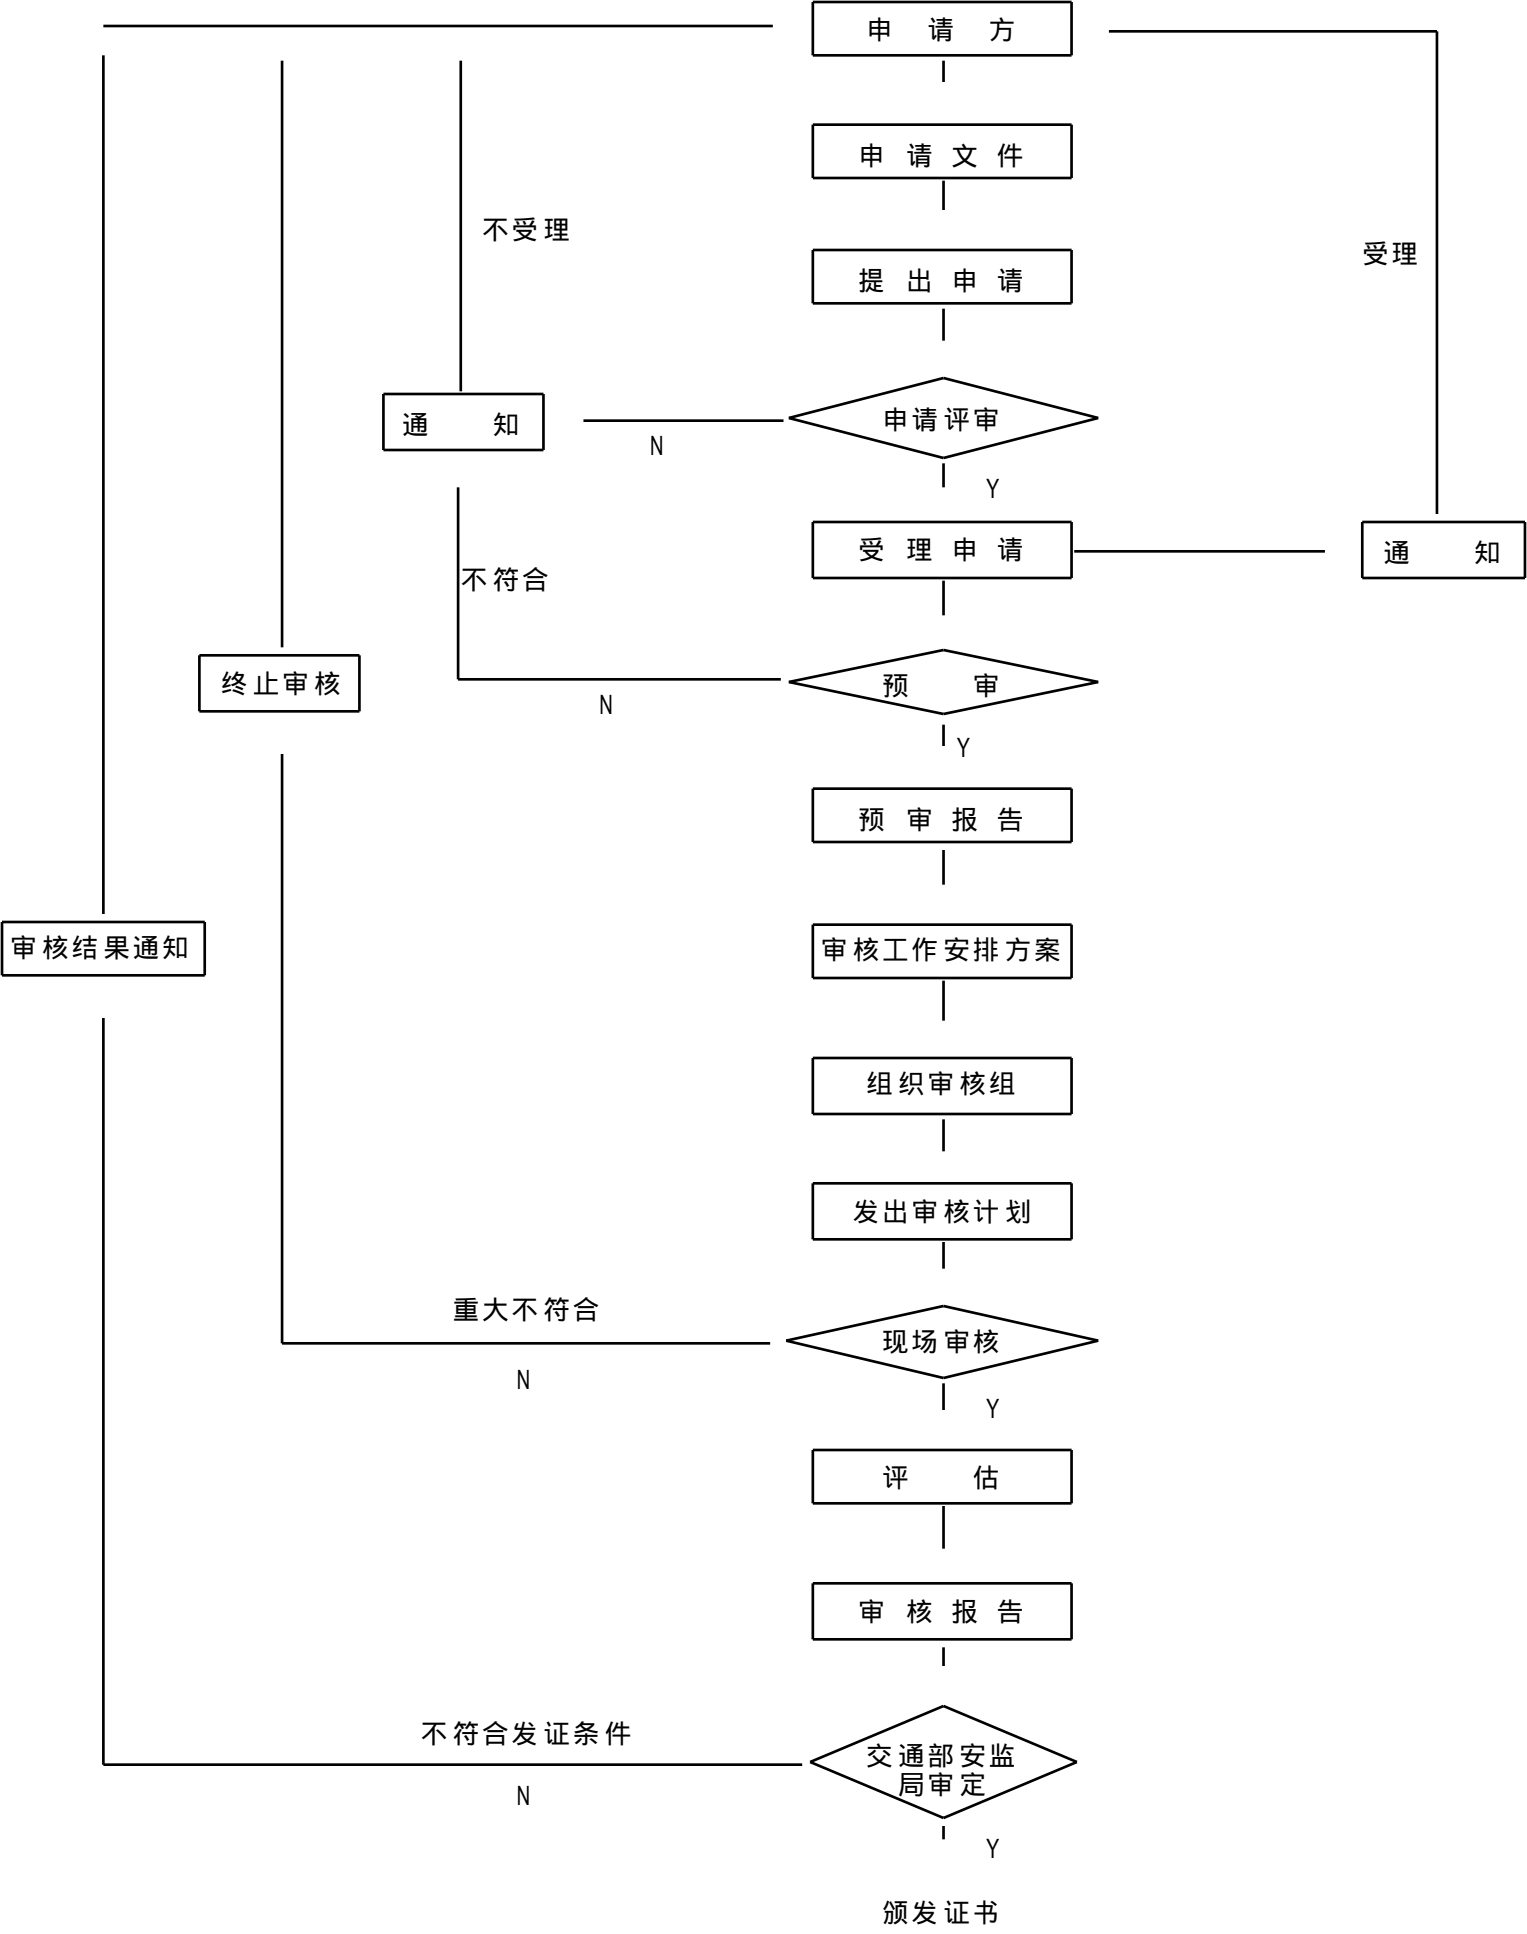 申请方
申请文件
不受理
受理
提出申请
申请评审
通知
N
Y
受理申请
通知
不符合
终止审核
预审
N
Y
预审报告
审核结果通知
审核工作安排方案
组织审核组
发出审核计划
重大不符合
现场审核
N
Y
评估
审核报告
不符合发证条件
交通部安监
局审定
N
Y
颁发证书